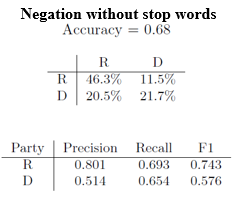 Negation without stop words
Accuracy = 0.68
R D
R 46.3% 11.5%
D 20.5% 21.7%
Party Precision Recall F1
R 0.801 0.693 0.743
D 0.514 0.654 0.576